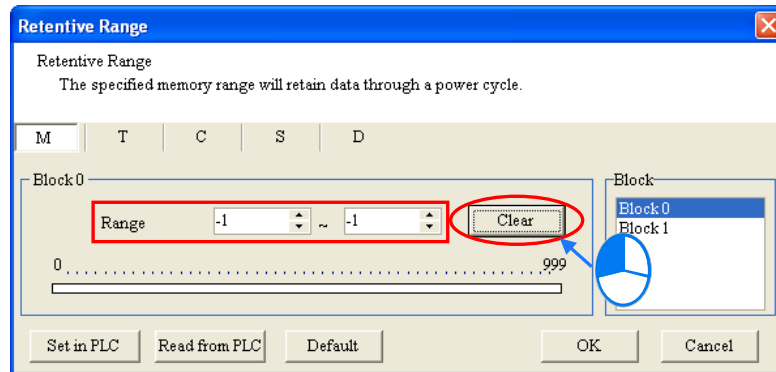 Retentive Range
Retentive Range
The specified memory range will retain data through a power cycle.
M T C S D
Block 0
Range -1 ~ -1 Clear
0 999
Block
Block 0
Block 1
Set in PLC Read from PLC Default OK Cancel